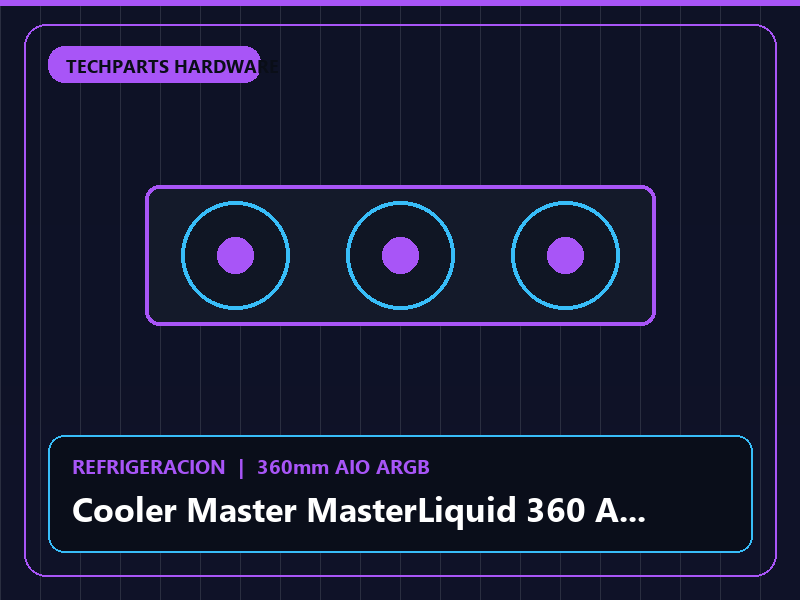 TECHPARTS HARDWARE
REFRIGERACION | 360mm AIO ARGB
Cooler Master MasterLiquid 360 A...